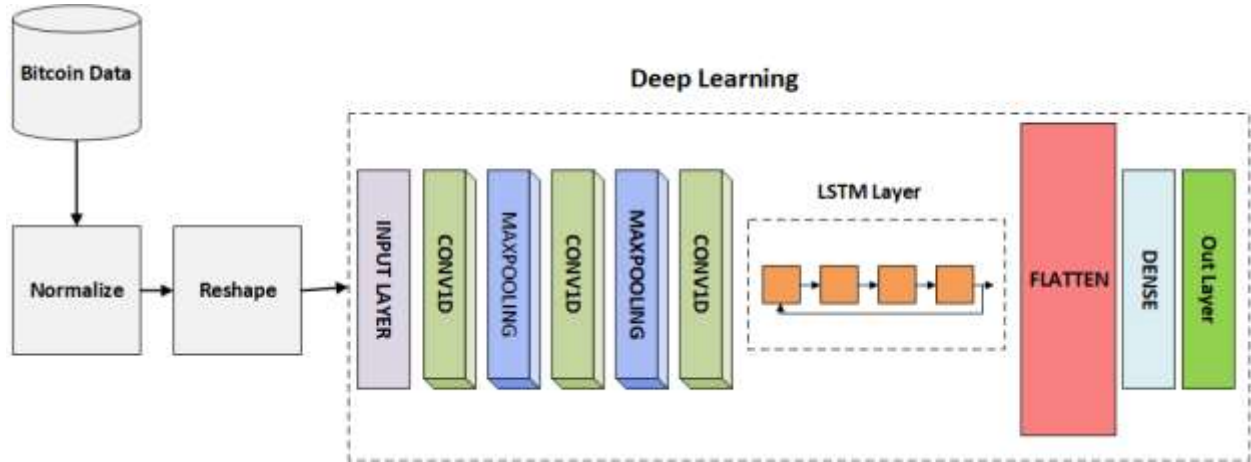 Bitcoin Data
Deep Learning
Normalize
Reshape
INPUT LAYER
CONV1D
MAXPOOLING
CONV1D
MAXPOOLING
CONV1D
LSTM Layer
FLATTEN
DENSE
Out Layer